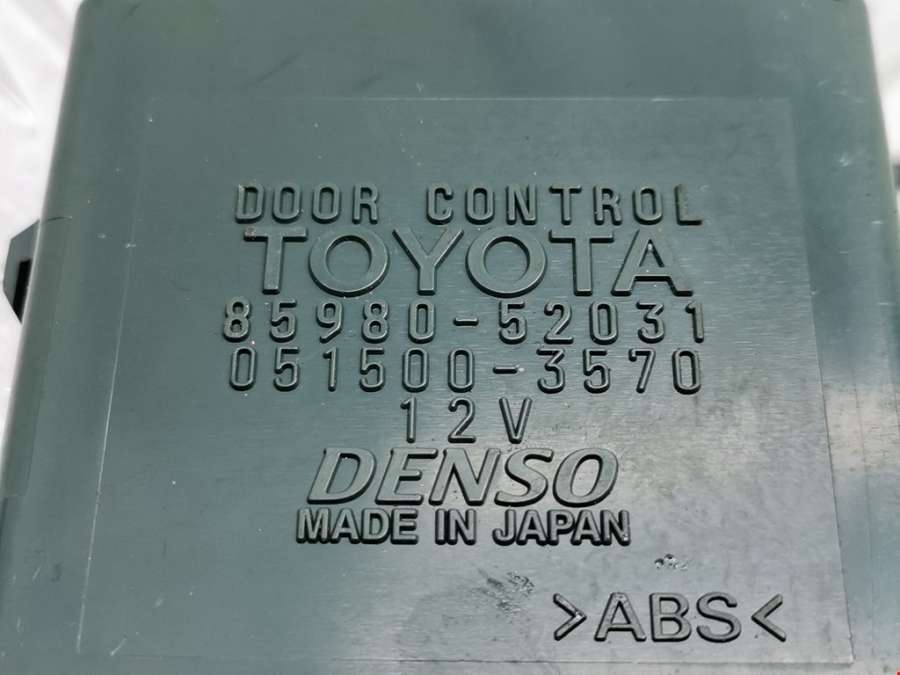 DOOR CONTROL
TOYOTA
85980-52031
051500-3570
12V
DENSO
MADE IN JAPAN
>ABS<